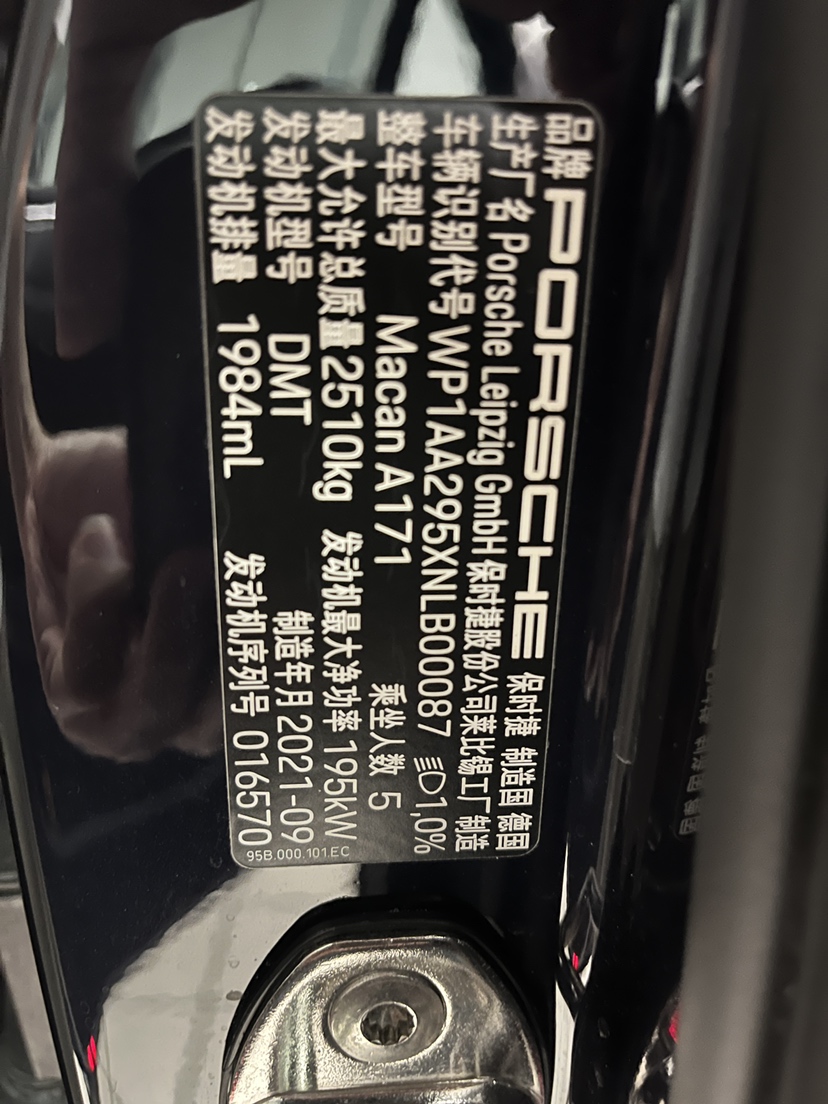 品牌 PORSCHE 保时捷 制造国 德国
生产厂名 Porsche Leipzig GmbH 保时捷股份公司莱比锡工厂制造
车辆识别代号 WP1AA295XNLB00087 1,0%
整车型号 Macan A171 乘坐人数 5
最大允许总质量 2510kg 发动机最大净功率 195kW
发动机型号 DMT 制造年月 2021-09
发动机排量 1984mL 发动机序列号 016570
95B.000.101.EC